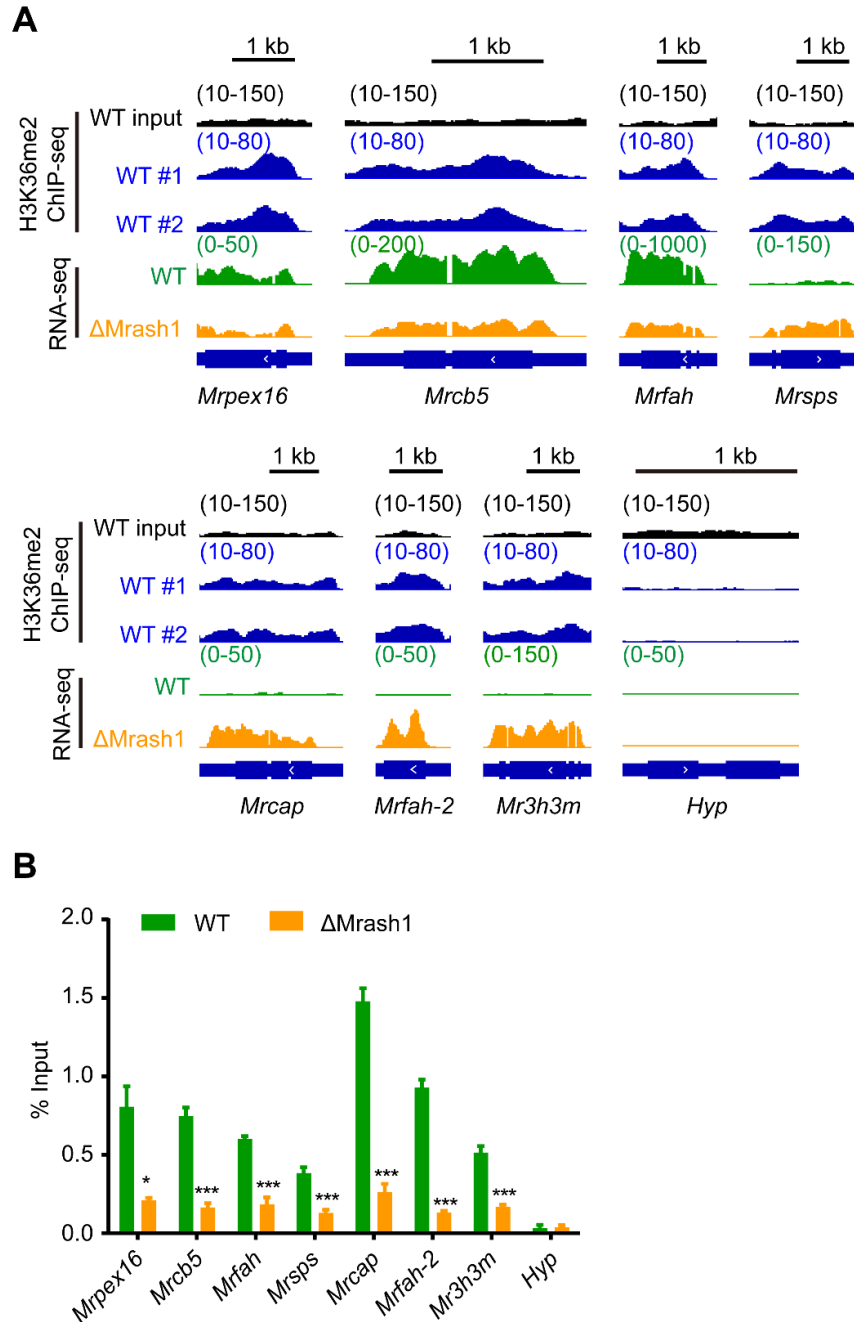 A
1 kb 1 kb 1 kb 1 kb
(10-150) (10-150) (10-150) (10-150)
WT input
(10-80) (10-80) (10-80) (10-80)
H3K36me2
ChIP-seq
WT #1
WT #2
(0-50) (0-200) (0-1000) (0-150)
RNA-seq
WT
ΔMrash1
< < < >
Mrpex16 Mrcb5 Mrfah Mrsps
1 kb 1 kb 1 kb 1 kb
(10-150) (10-150) (10-150) (10-150)
WT input
(10-80) (10-80) (10-80) (10-80)
H3K36me2
ChIP-seq
WT #1
WT #2
(0-50) (0-50) (0-150) (0-50)
RNA-seq
WT
ΔMrash1
< < < >
Mrcap Mrfah-2 Mr3h3m Hyp
B
WT ΔMrash1
% Input
2.0
1.5
1.0
0.5
0.0
* *** *** *** *** *** ***
Mrpex16 Mrcb5 Mrfah Mrsps Mrcap Mrfah-2 Mr3h3m Hyp